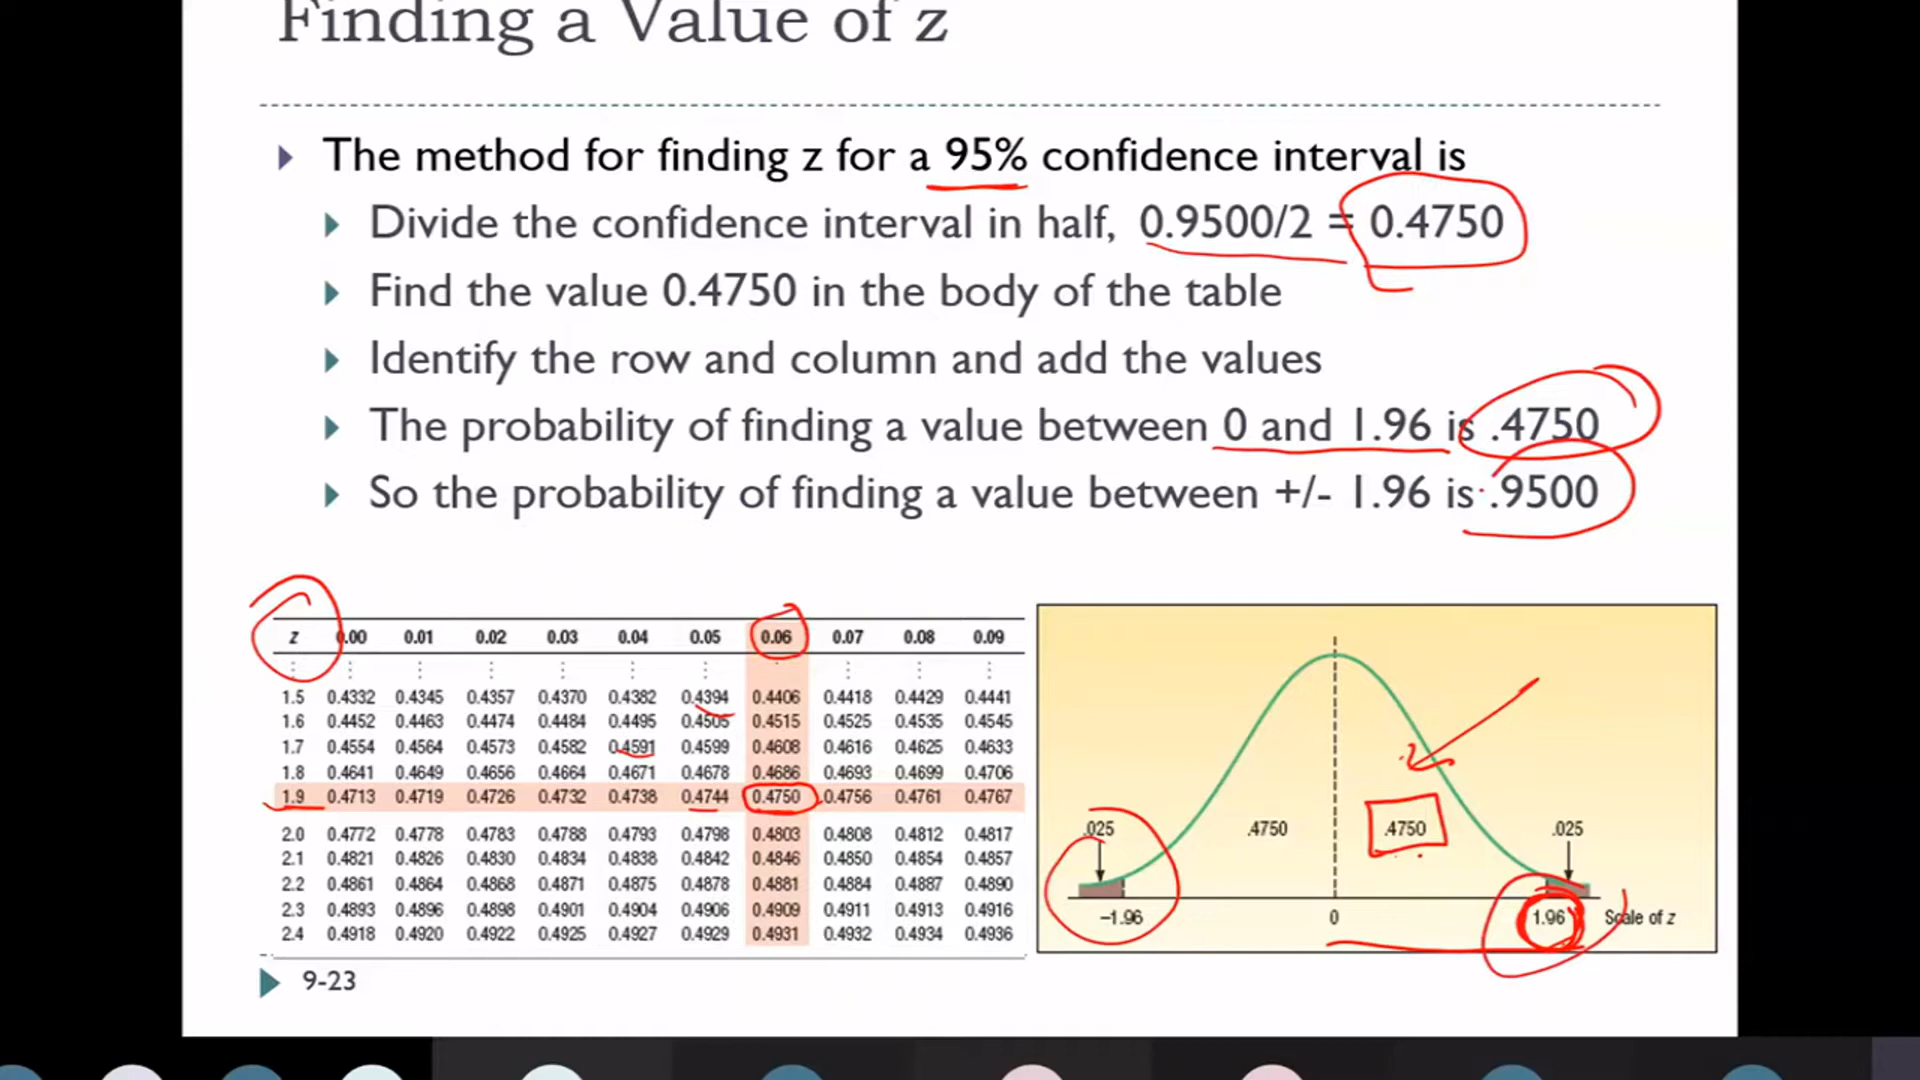 Finding a Value of z
The method for finding z for a 95% confidence interval is
Divide the confidence interval in half, 0.9500/2 = 0.4750
Find the value 0.4750 in the body of the table
Identify the row and column and add the values
The probability of finding a value between 0 and 1.96 is .4750
So the probability of finding a value between +/- 1.96 is .9500
z 0.00 0.01 0.02 0.03 0.04 0.05 0.06 0.07 0.08 0.09
⋮ ⋮ ⋮ ⋮ ⋮ ⋮ ⋮ ⋮ ⋮ ⋮ ⋮
1.5 0.4332 0.4345 0.4357 0.4370 0.4382 0.4394 0.4406 0.4418 0.4429 0.4441
1.6 0.4452 0.4463 0.4474 0.4484 0.4495 0.4505 0.4515 0.4525 0.4535 0.4545
1.7 0.4554 0.4564 0.4573 0.4582 0.4591 0.4599 0.4608 0.4616 0.4625 0.4633
1.8 0.4641 0.4649 0.4656 0.4664 0.4671 0.4678 0.4686 0.4693 0.4699 0.4706
1.9 0.4713 0.4719 0.4726 0.4732 0.4738 0.4744 0.4750 0.4756 0.4761 0.4767
2.0 0.4772 0.4778 0.4783 0.4788 0.4793 0.4798 0.4803 0.4808 0.4812 0.4817
2.1 0.4821 0.4826 0.4830 0.4834 0.4838 0.4842 0.4846 0.4850 0.4854 0.4857
2.2 0.4861 0.4864 0.4868 0.4871 0.4875 0.4878 0.4881 0.4884 0.4887 0.4890
2.3 0.4893 0.4896 0.4898 0.4901 0.4904 0.4906 0.4909 0.4911 0.4913 0.4916
2.4 0.4918 0.4920 0.4922 0.4925 0.4927 0.4929 0.4931 0.4932 0.4934 0.4936
.025 .4750 .4750 .025
–1.96 0 1.96 Scale of z
9-23